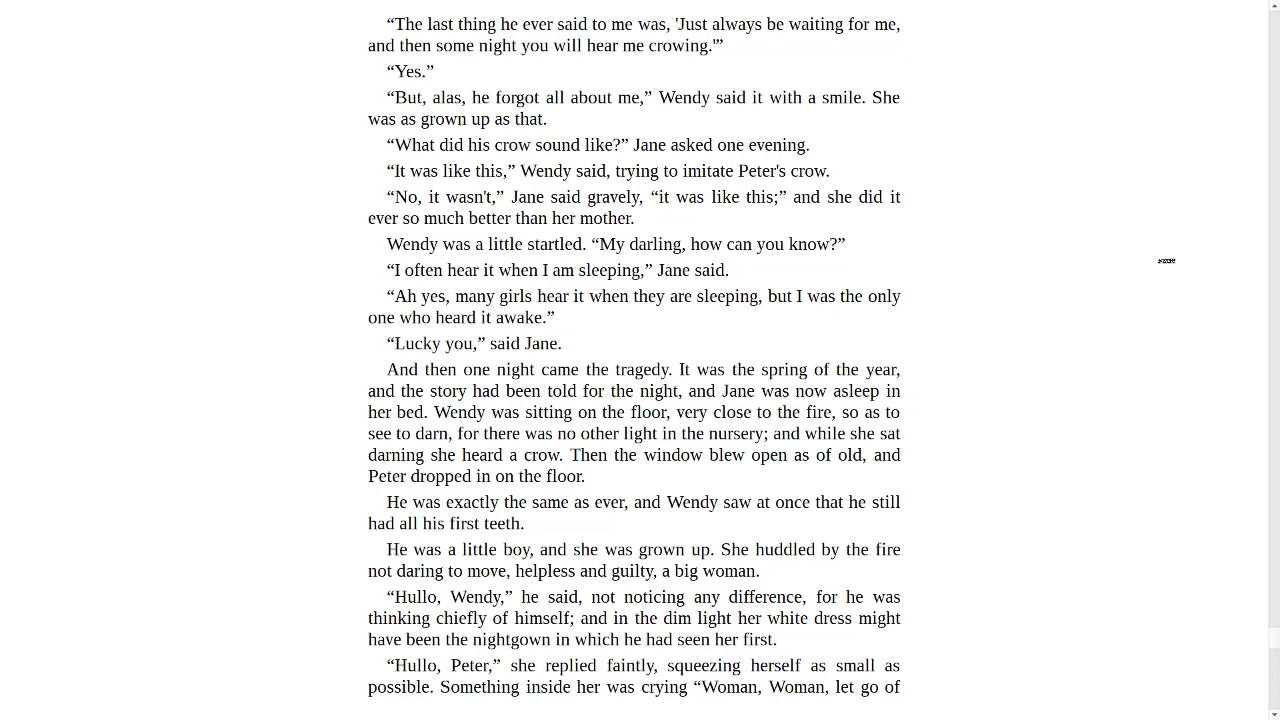 “The last thing he ever said to me was, 'Just always be waiting for me,
and then some night you will hear me crowing.'”
“Yes.”
“But, alas, he forgot all about me,” Wendy said it with a smile. She
was as grown up as that.
“What did his crow sound like?” Jane asked one evening.
“It was like this,” Wendy said, trying to imitate Peter's crow.
“No, it wasn't,” Jane said gravely, “it was like this;” and she did it
ever so much better than her mother.
Wendy was a little startled. “My darling, how can you know?”
“I often hear it when I am sleeping,” Jane said.
“Ah yes, many girls hear it when they are sleeping, but I was the only
one who heard it awake.”
“Lucky you,” said Jane.
And then one night came the tragedy. It was the spring of the year,
and the story had been told for the night, and Jane was now asleep in
her bed. Wendy was sitting on the floor, very close to the fire, so as to
see to darn, for there was no other light in the nursery; and while she sat
darning she heard a crow. Then the window blew open as of old, and
Peter dropped in on the floor.
He was exactly the same as ever, and Wendy saw at once that he still
had all his first teeth.
He was a little boy, and she was grown up. She huddled by the fire
not daring to move, helpless and guilty, a big woman.
“Hullo, Wendy,” he said, not noticing any difference, for he was
thinking chiefly of himself; and in the dim light her white dress might
have been the nightgown in which he had seen her first.
“Hullo, Peter,” she replied faintly, squeezing herself as small as
possible. Something inside her was crying “Woman, Woman, let go of